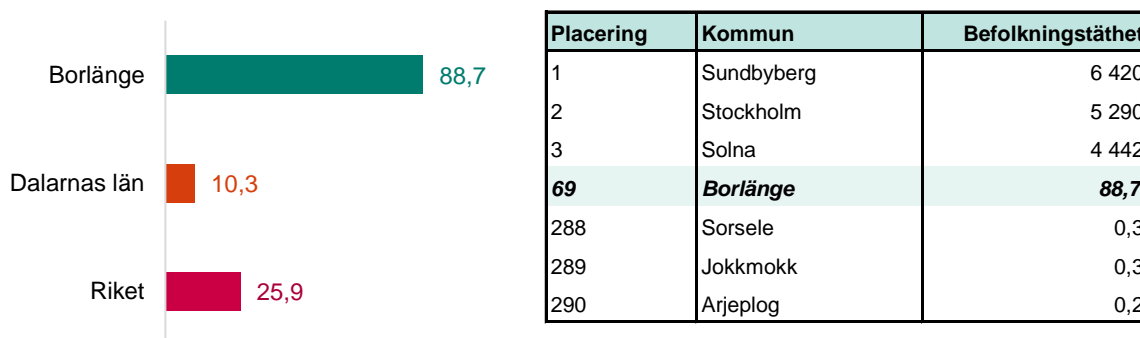 Borlänge 88,7
Dalarnas län 10,3
Riket 25,9
Placering Kommun Befolkningstäthet
1 Sundbyberg 6 420
2 Stockholm 5 290
3 Solna 4 442
69 Borlänge 88,7
288 Sorsele 0,3
289 Jokkmokk 0,3
290 Arjeplog 0,2